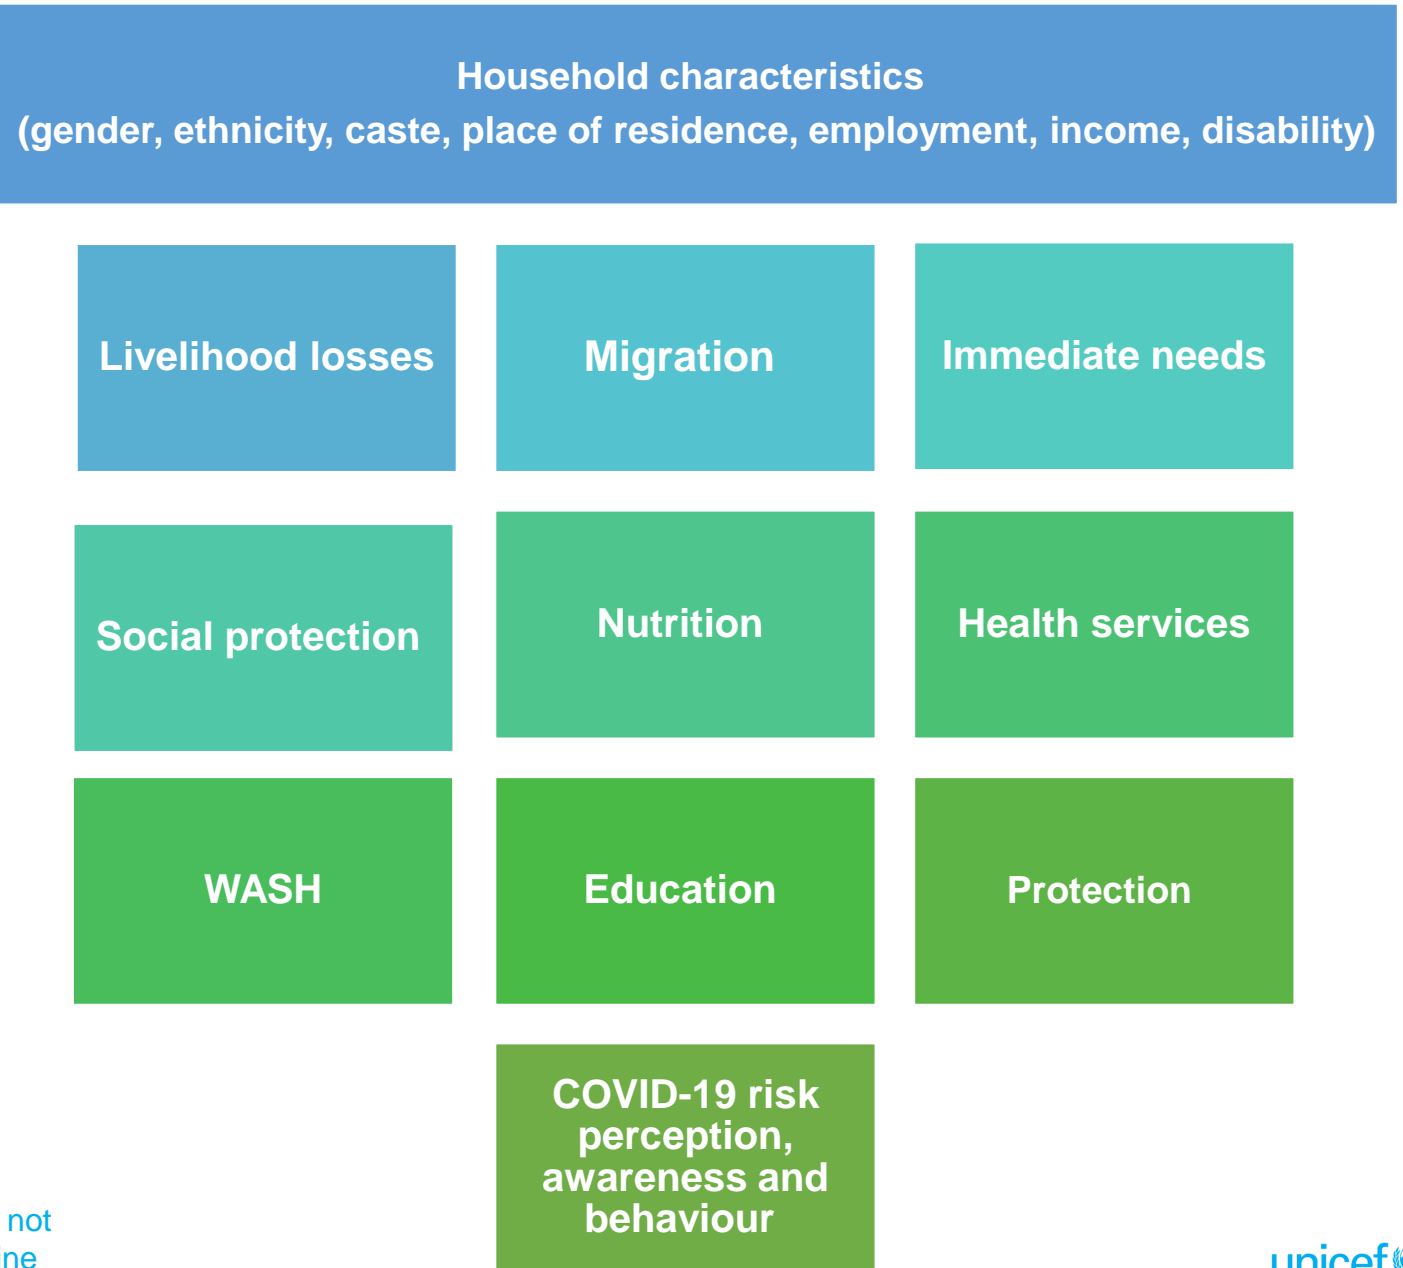 Household characteristics
(gender, ethnicity, caste, place of residence, employment, income, disability)
Livelihood losses
Migration
Immediate needs
Social protection
Nutrition
Health services
WASH
Education
Protection
COVID-19 risk
perception,
awareness and
behaviour
not
unicef